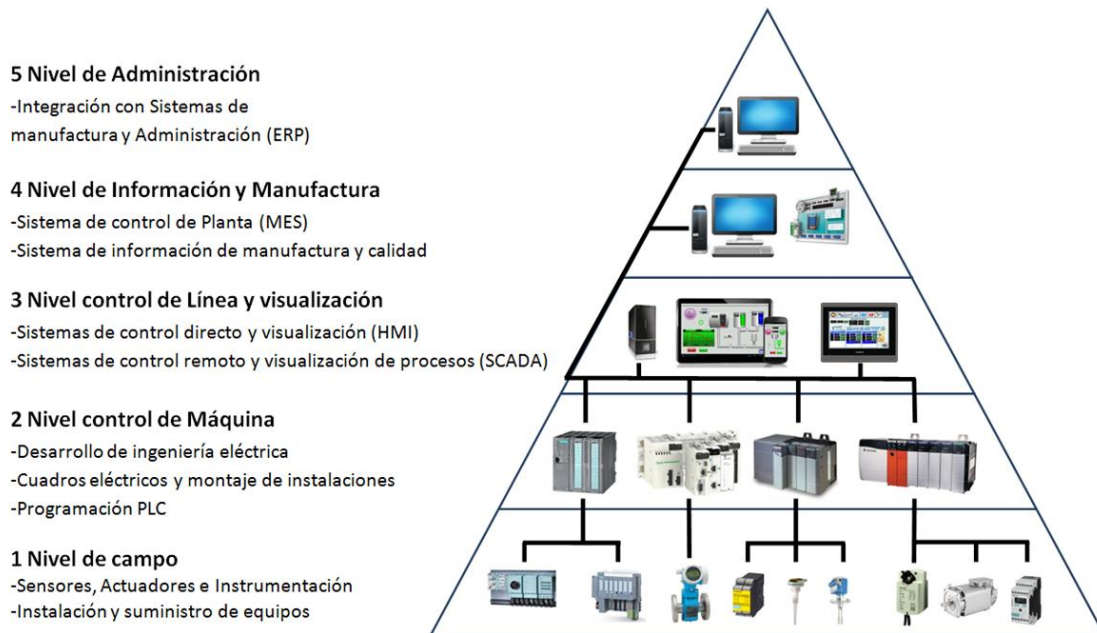 5 Nivel de Administración
-Integración con Sistemas de
manufactura y Administración (ERP)
4 Nivel de Información y Manufactura
-Sistema de control de Planta (MES)
-Sistema de información de manufactura y calidad
3 Nivel control de Línea y visualización
-Sistemas de control directo y visualización (HMI)
-Sistemas de control remoto y visualización de procesos (SCADA)
2 Nivel control de Máquina
-Desarrollo de ingeniería eléctrica
-Cuadros eléctricos y montaje de instalaciones
-Programación PLC
1 Nivel de campo
-Sensores, Actuadores e Instrumentación
-Instalación y suministro de equipos